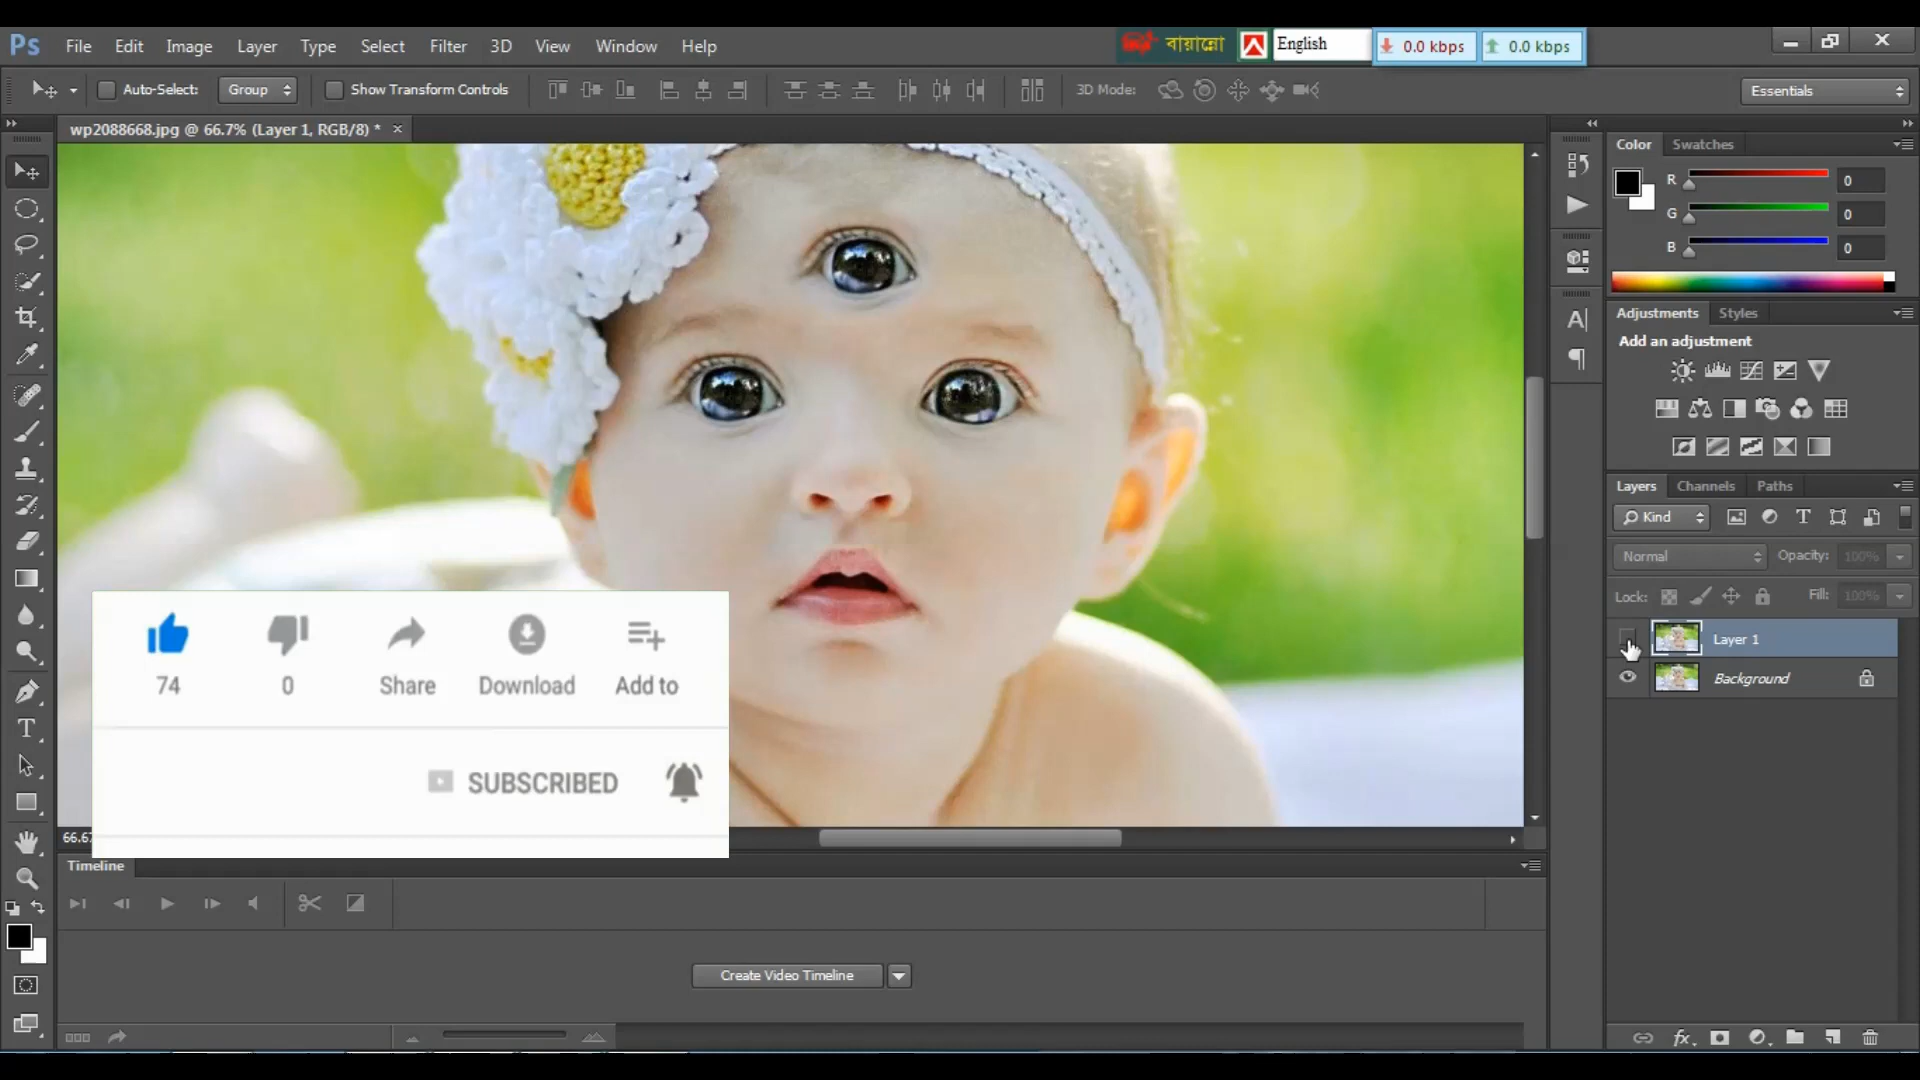 Ps File Edit Image Layer Type Select Filter 3D View Window Help
বায়ান্নো English 0.0 kbps 0.0 kbps
Auto-Select: Group Show Transform Controls 3D Mode: Essentials
wp2088668.jpg @ 66.7% (Layer 1, RGB/8) *
Color Swatches
R 0
G 0
B 0
Adjustments Styles
Add an adjustment
Layers Channels Paths
Kind
Normal Opacity: 100%
Lock: Fill: 100%
Layer 1
Background
74 0 Share Download Add to
SUBSCRIBED
Timeline
Create Video Timeline